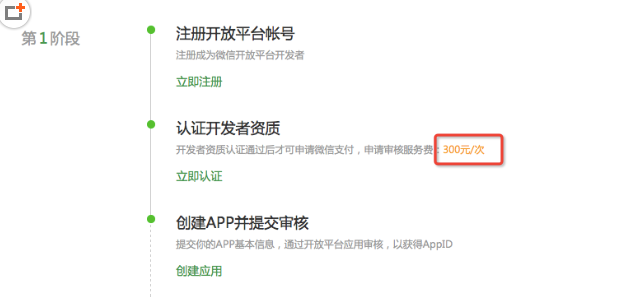 第1阶段
注册开放平台帐号
注册成为微信开放平台开发者
立即注册
认证开发者资质
开发者资质认证通过后才可申请微信支付，申请审核服务费：300元/次
立即认证
创建APP并提交审核
提交你的APP基本信息，通过开放平台应用审核，以获得AppID
创建应用